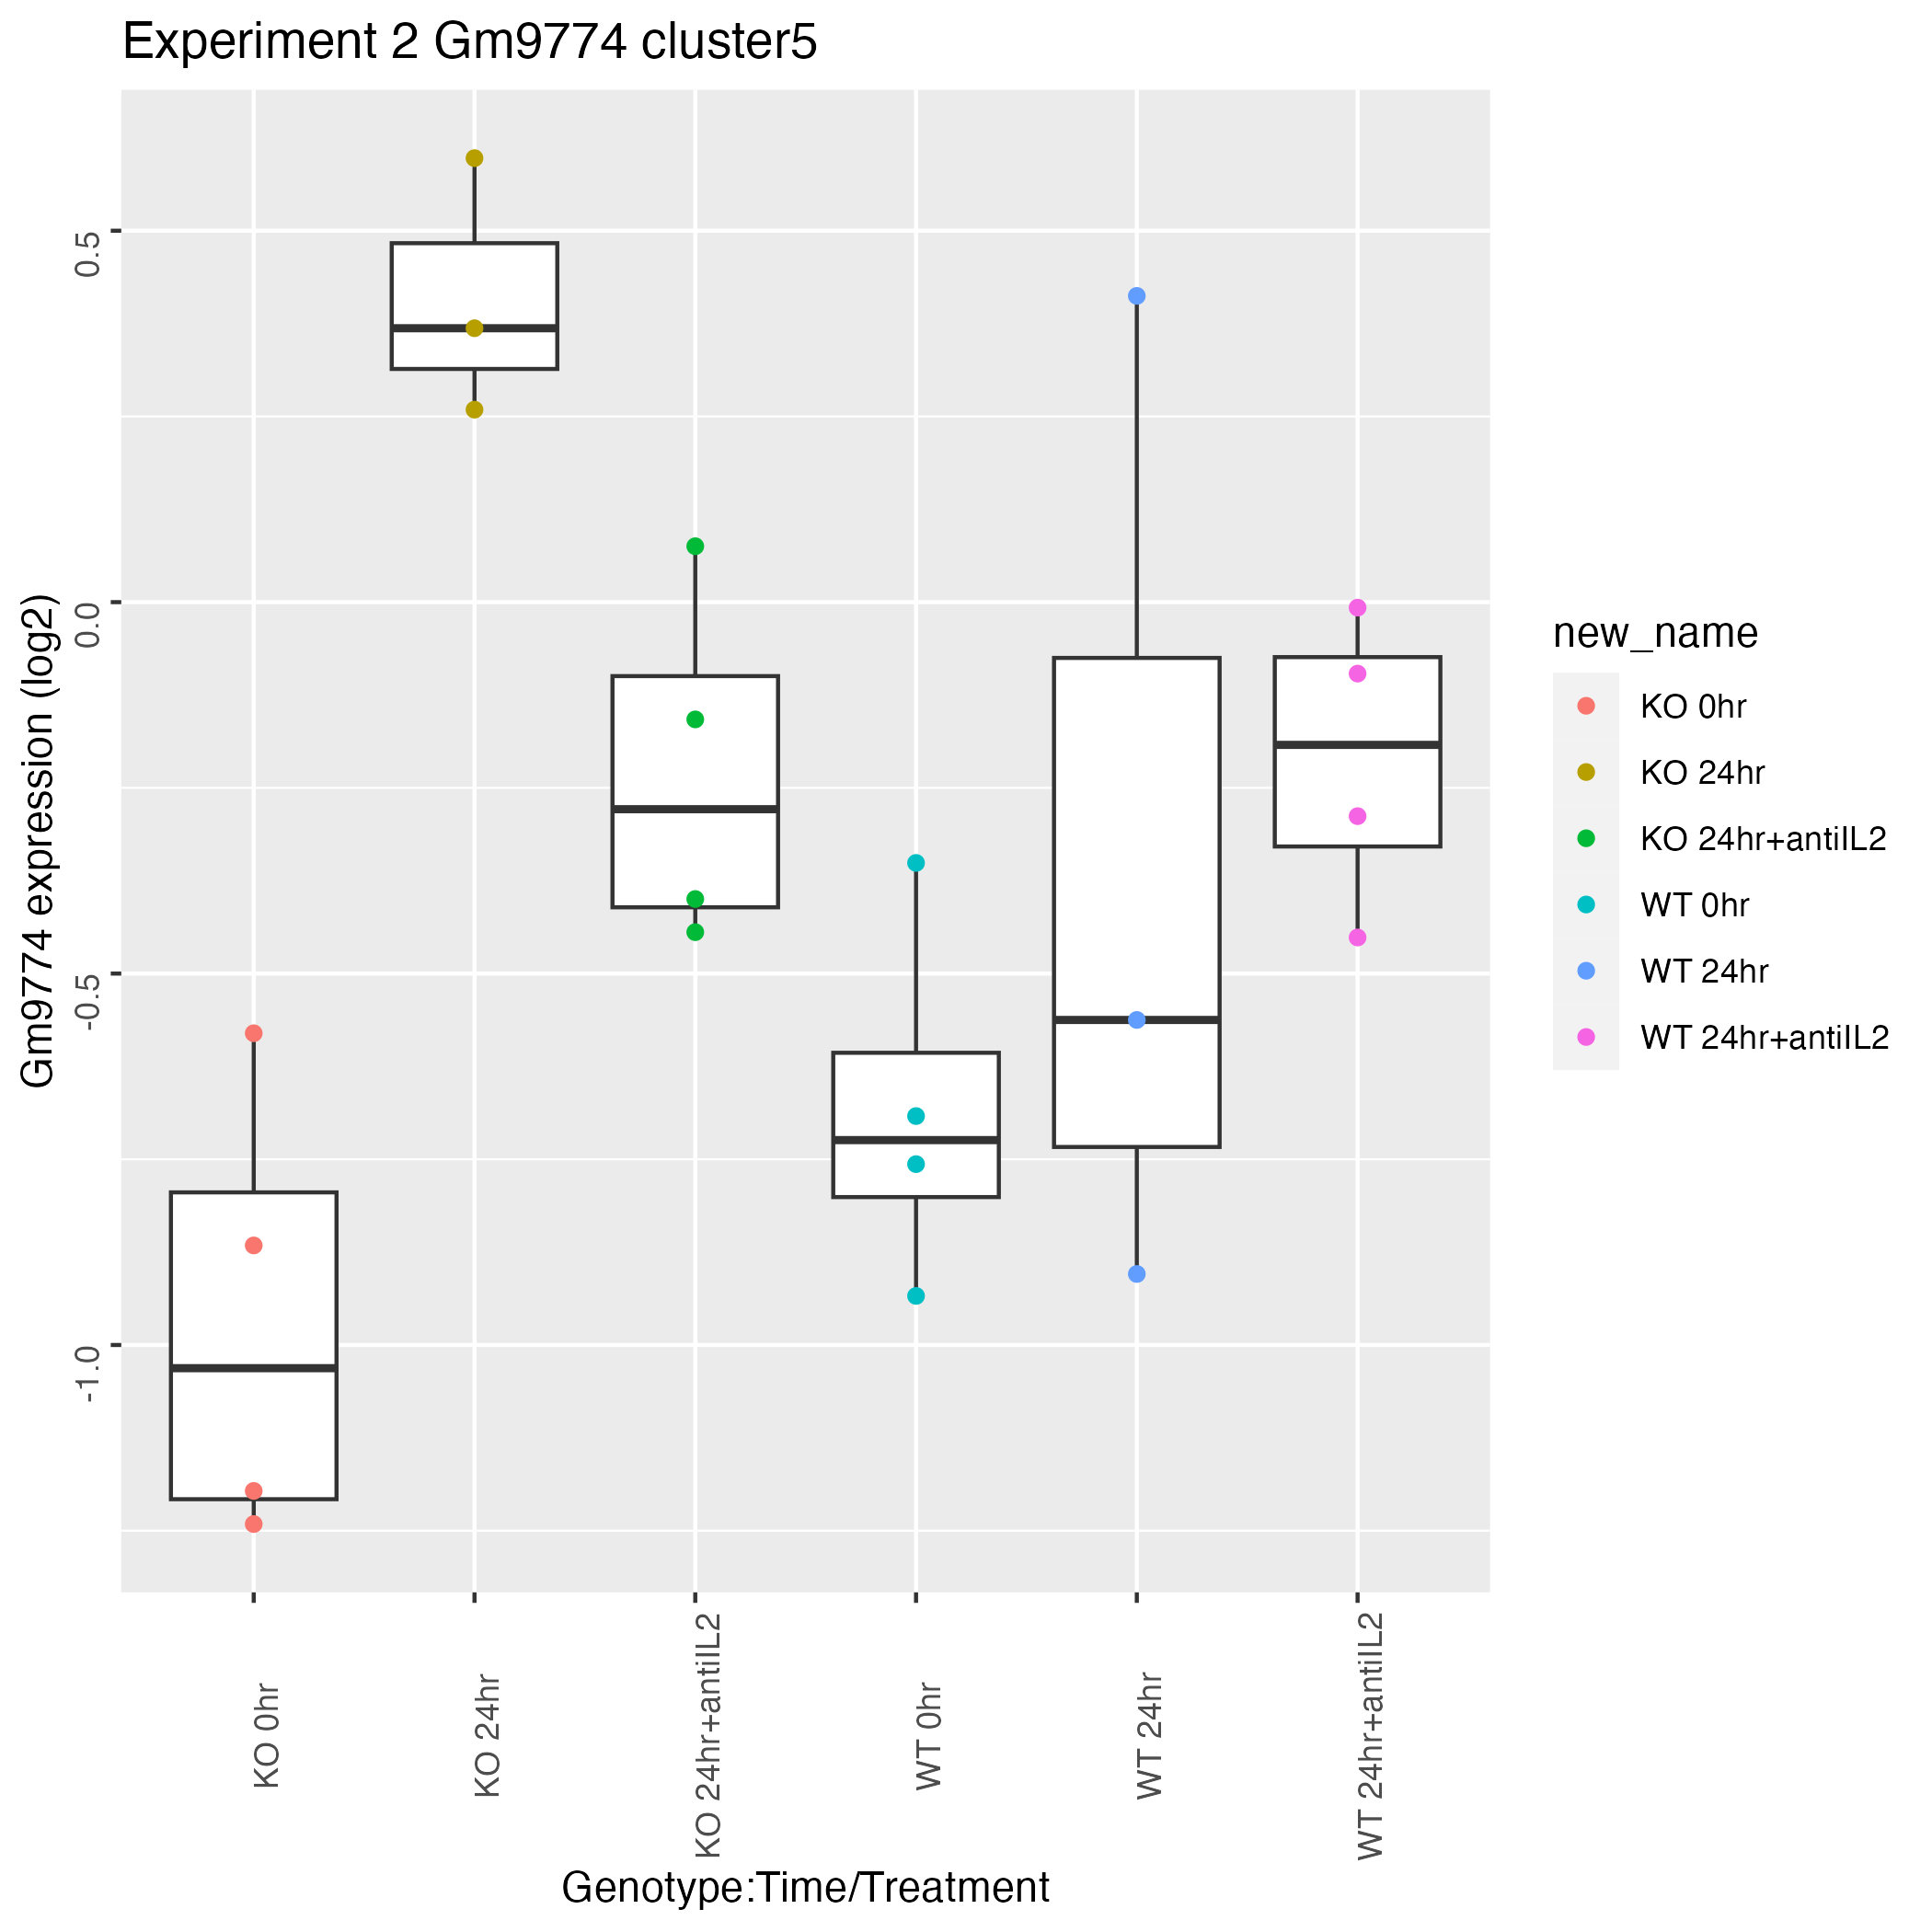 Experiment 2 Gm9774 cluster5
Gm9774 expression (log2)
0.5
0.0
-0.5
-1.0
KO 0hr
KO 24hr
KO 24hr+antiIL2
WT 0hr
WT 24hr
WT 24hr+antiIL2
Genotype:Time/Treatment
new_name
KO 0hr
KO 24hr
KO 24hr+antiIL2
WT 0hr
WT 24hr
WT 24hr+antiIL2